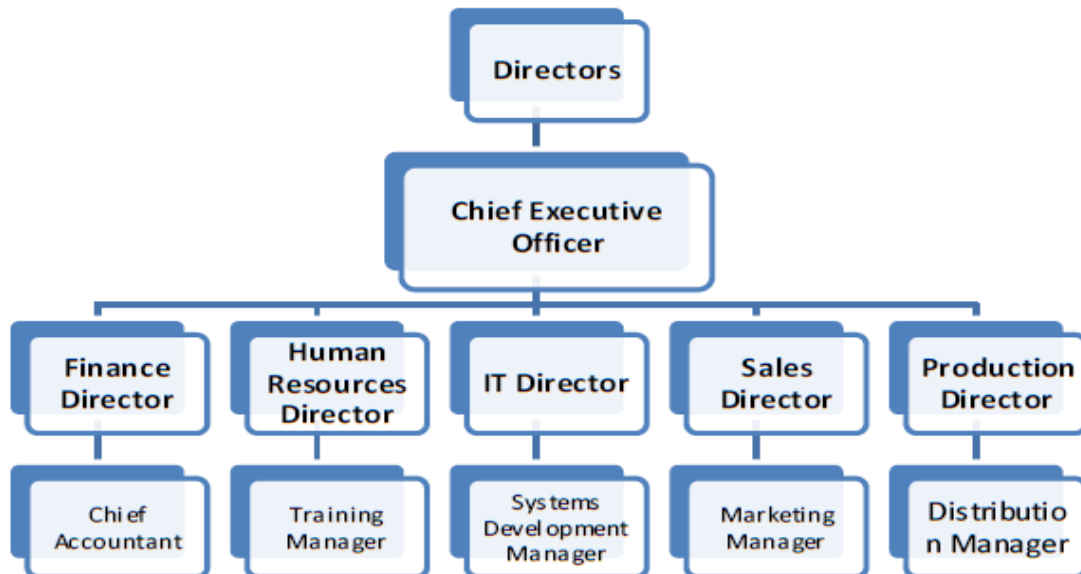 Directors
Chief Executive
Officer
Finance
Director
Human
Resources
Director
IT Director
Sales
Director
Production
Director
Chief
Accountant
Training
Manager
Systems
Development
Manager
Marketing
Manager
Distributio
n Manager